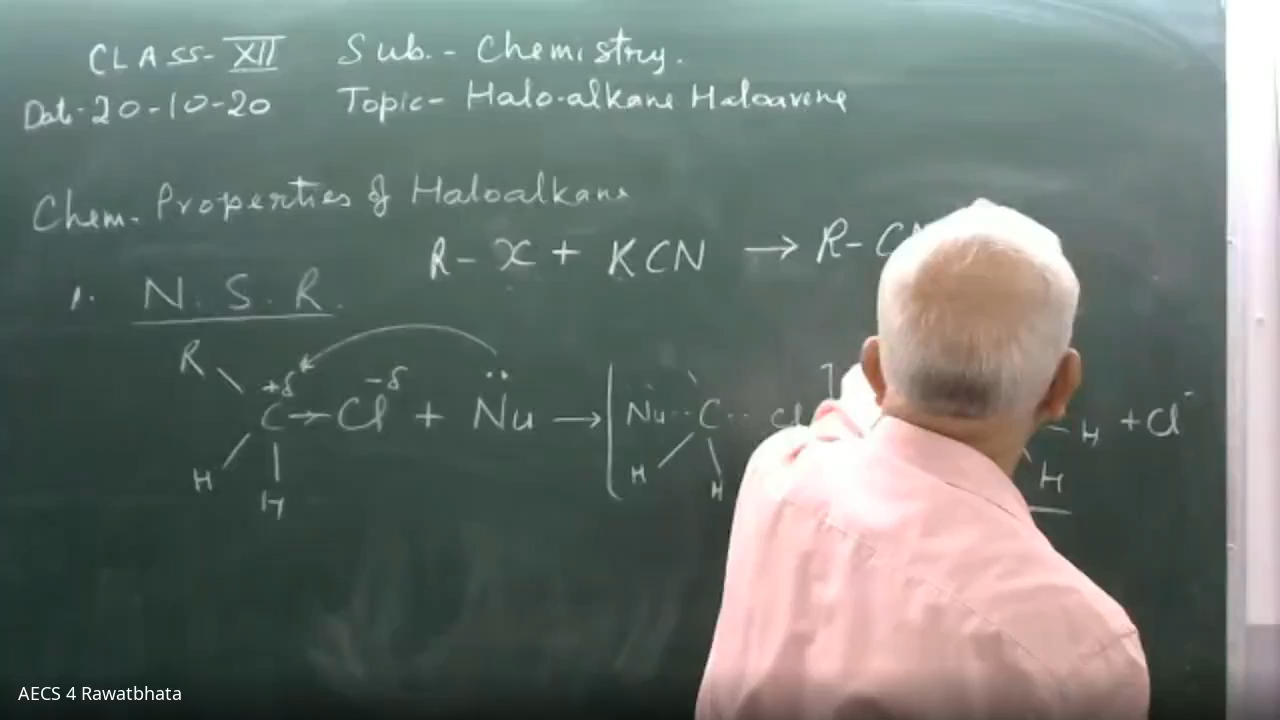 CLASS-XII Sub.- Chemistry.
Date-20-10-20 Topic- Halo-alkane Haloarene
Chem. Properties of Haloalkane
R-X + KCN → R-CN
1. N.S.R.
R
+δ -δ ..
C → Cl + Nu → [ Nu·· C ·· Cl ] H + Cl⁻
H H H H H
AECS 4 Rawatbhata